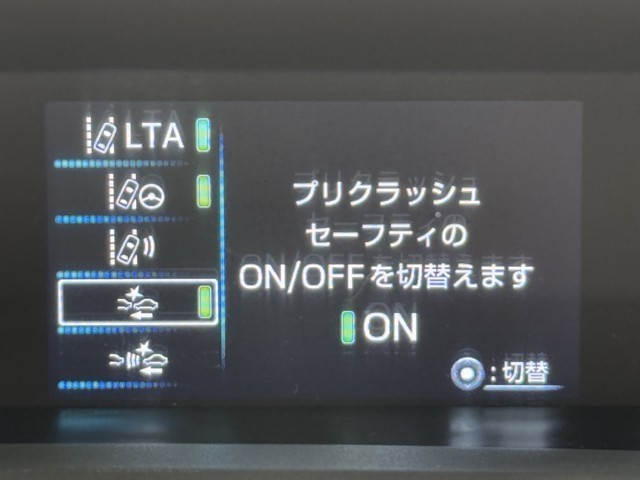 LTA
プリクラッシュ
セーフティの
ON/OFFを切替えます
ON
:切替